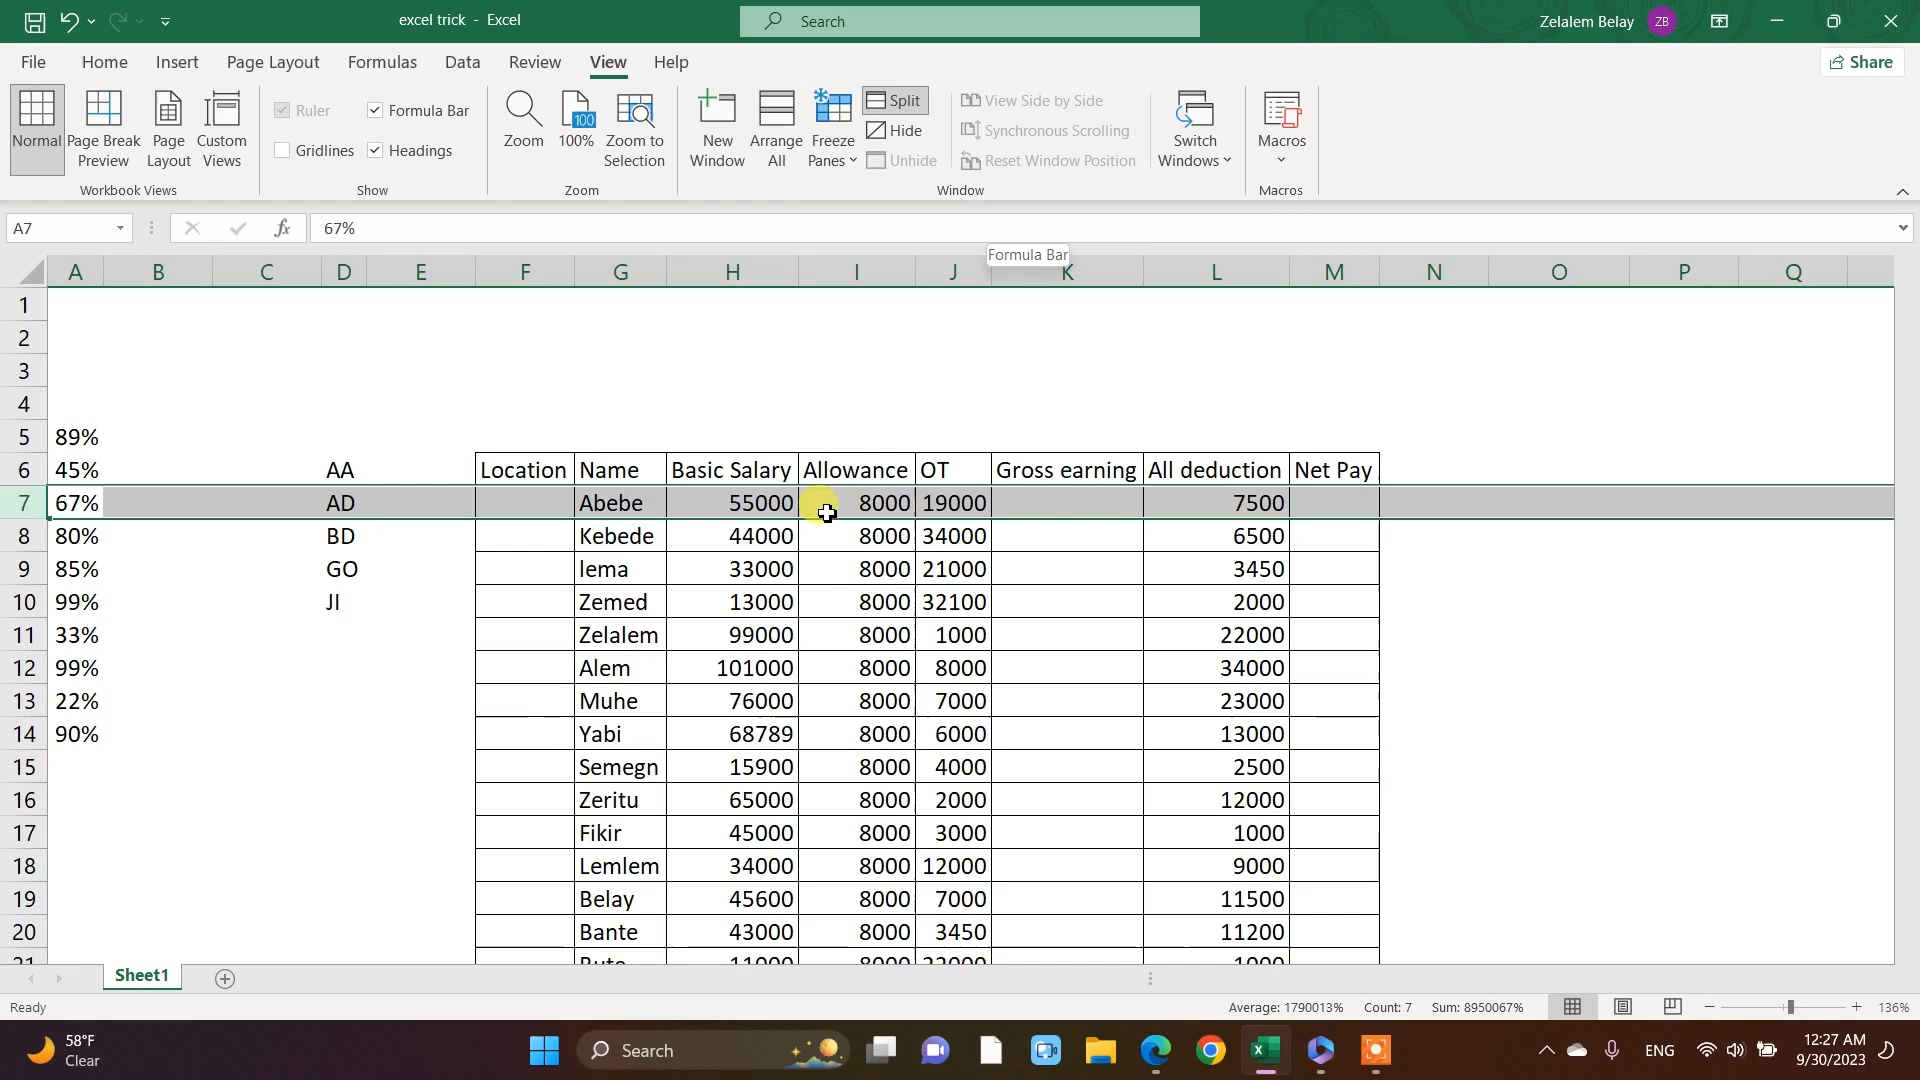 excel trick - Excel
Search
Zelalem Belay ZB
File Home Insert Page Layout Formulas Data Review View Help
Share
Normal
Page Break Preview
Page Layout
Custom Views
Workbook Views
Ruler
Formula Bar
Gridlines
Headings
Show
Zoom
100
100%
Zoom to Selection
Zoom
New Window
Arrange All
Freeze Panes
Split
Hide
Unhide
View Side by Side
Synchronous Scrolling
Reset Window Position
Window
Switch Windows
Macros
Macros
A7 fx 67%
Formula Bar
A B C D E F G H I J K L M N O P Q
1
2
3
4
5 89%
6 45% AA Location Name Basic Salary Allowance OT Gross earning All deduction Net Pay
7 67% AD Abebe 55000 8000 19000 7500
8 80% BD Kebede 44000 8000 34000 6500
9 85% GO lema 33000 8000 21000 3450
10 99% JI Zemed 13000 8000 32100 2000
11 33% Zelalem 99000 8000 1000 22000
12 99% Alem 101000 8000 8000 34000
13 22% Muhe 76000 8000 7000 23000
14 90% Yabi 68789 8000 6000 13000
15 Semegn 15900 8000 4000 2500
16 Zeritu 65000 8000 2000 12000
17 Fikir 45000 8000 3000 1000
18 Lemlem 34000 8000 12000 9000
19 Belay 45600 8000 7000 11500
20 Bante 43000 8000 3450 11200
Sheet1
Ready Average: 1790013% Count: 7 Sum: 8950067% 136%
58°F
Clear
Search
ENG
12:27 AM
9/30/2023